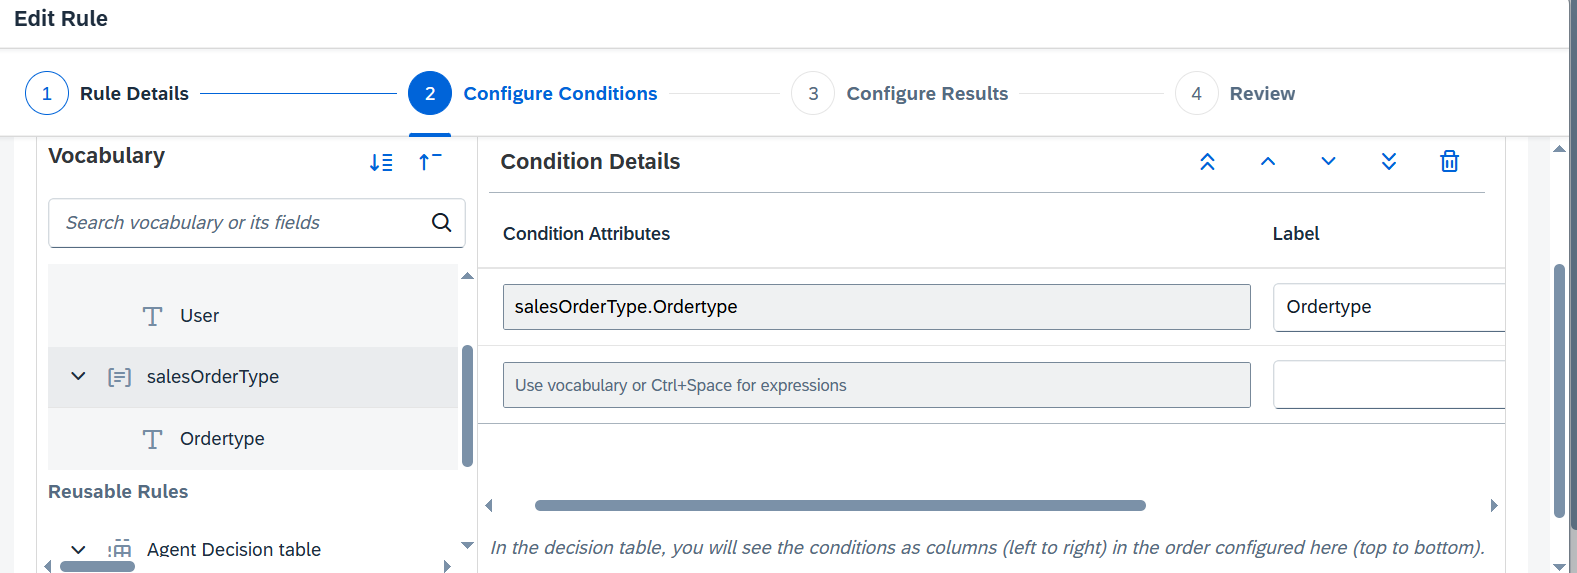 Edit Rule
1 Rule Details 2 Configure Conditions 3 Configure Results 4 Review
Vocabulary
Search vocabulary or its fields
User
salesOrderType
Ordertype
Reusable Rules
Agent Decision table
Condition Details
Condition Attributes Label
salesOrderType.Ordertype Ordertype
Use vocabulary or Ctrl+Space for expressions
In the decision table, you will see the conditions as columns (left to right) in the order configured here (top to bottom).